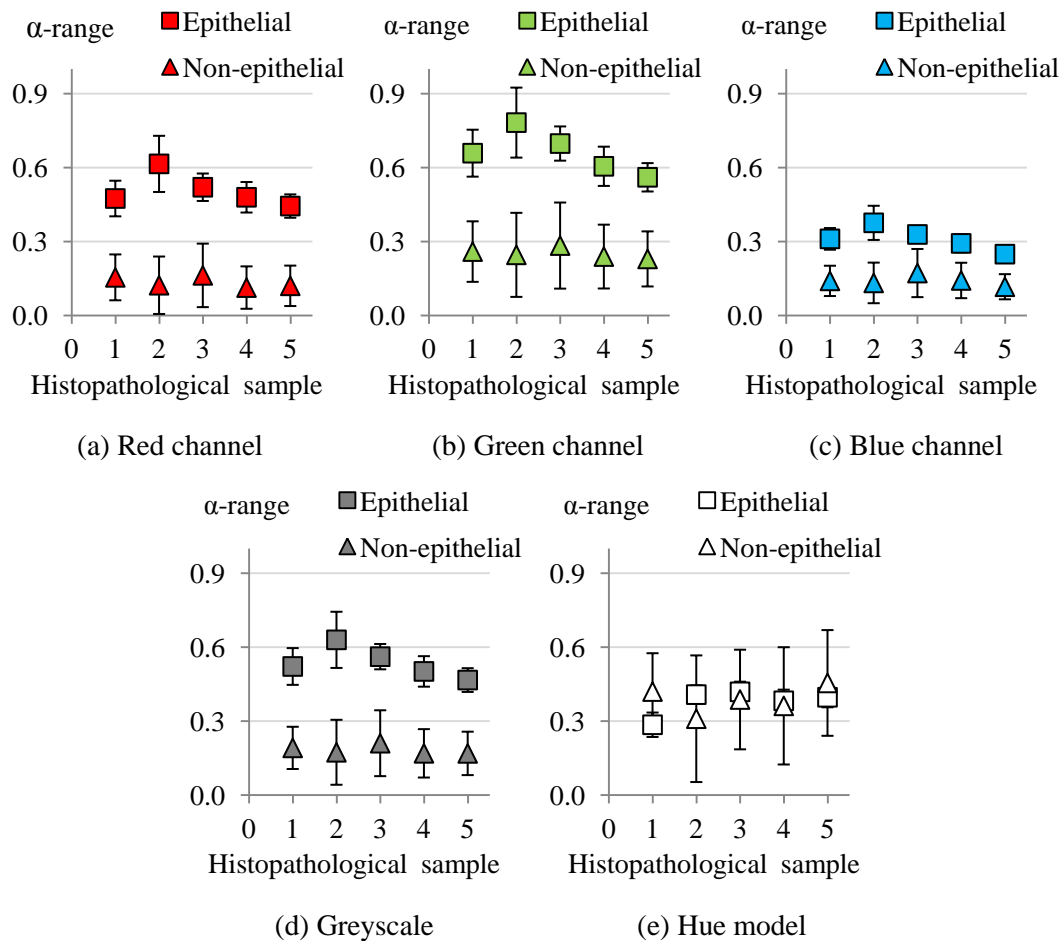 α-range
Epithelial
Non-epithelial
0.9
0.6
0.3
0.0
0 1 2 3 4 5
Histopathological sample
(a) Red channel
α-range
Epithelial
Non-epithelial
0.9
0.6
0.3
0.0
0 1 2 3 4 5
Histopathological sample
(b) Green channel
α-range
Epithelial
Non-epithelial
0.9
0.6
0.3
0.0
0 1 2 3 4 5
Histopathological sample
(c) Blue channel
α-range
Epithelial
Non-epithelial
0.9
0.6
0.3
0.0
0 1 2 3 4 5
Histopathological sample
(d) Greyscale
α-range
Epithelial
Non-epithelial
0.9
0.6
0.3
0.0
0 1 2 3 4 5
Histopathological sample
(e) Hue model